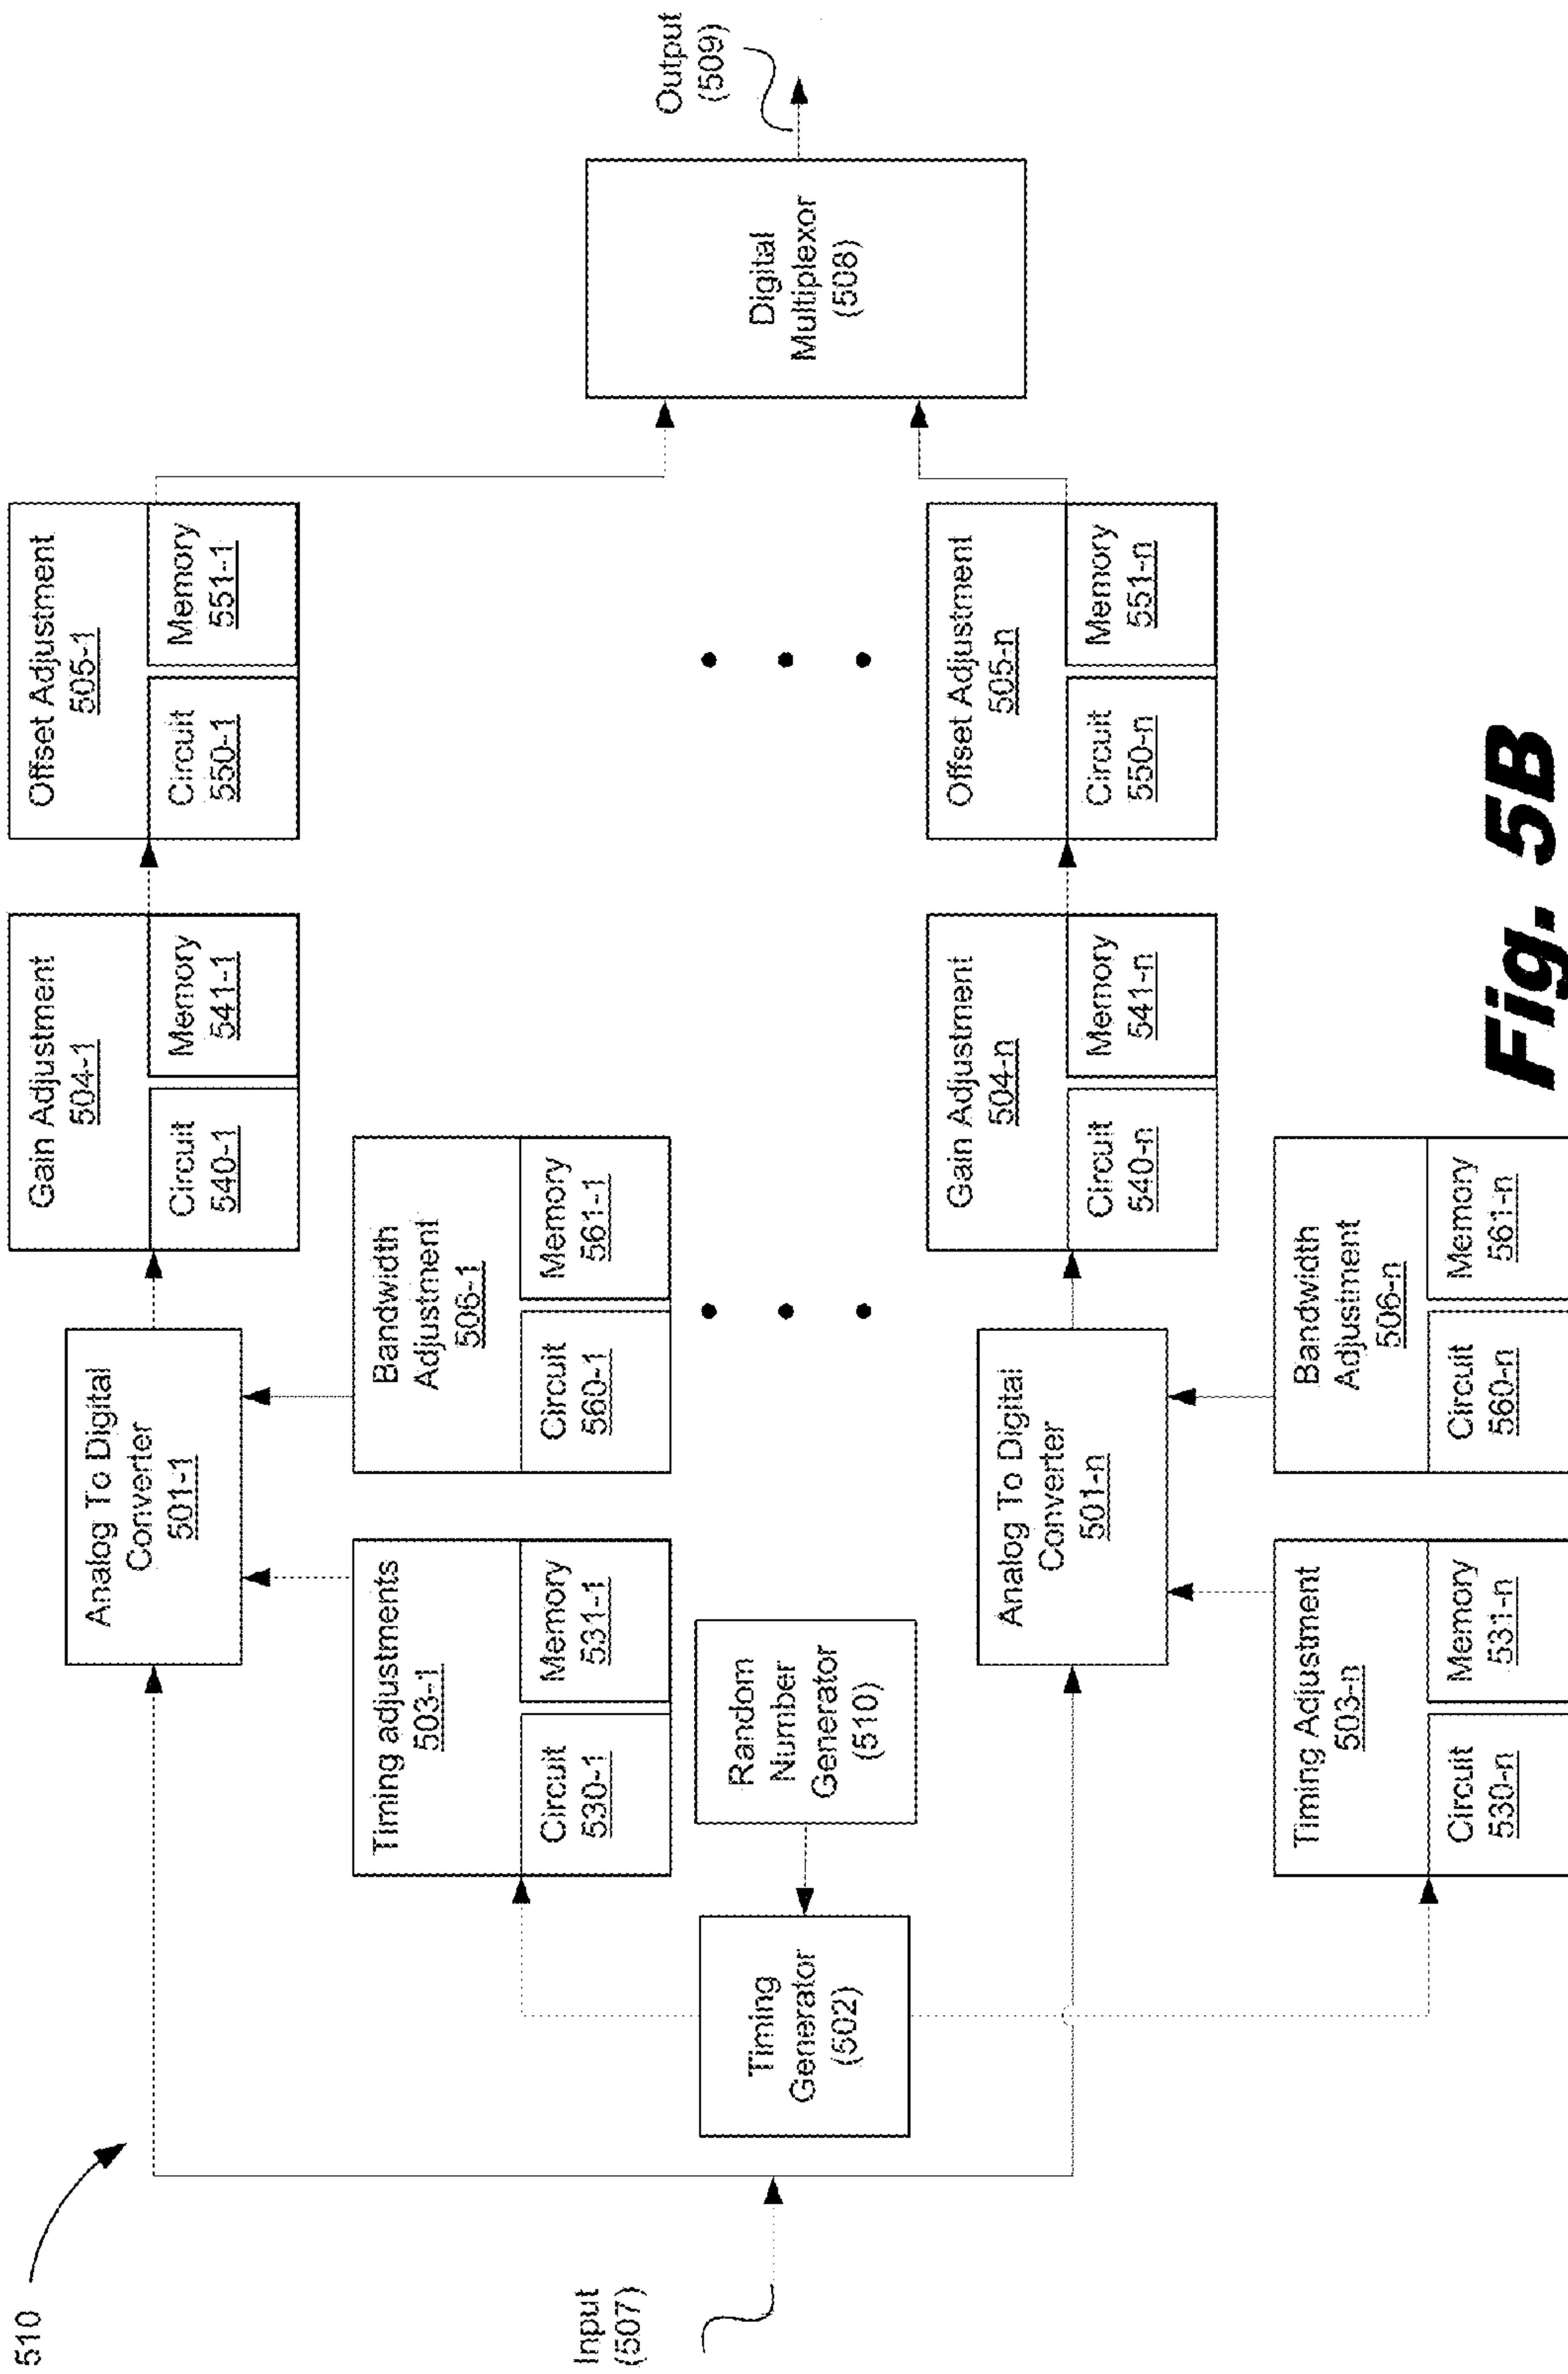 510
Input
(507)
Analog To Digital
Converter
501-1
Gain Adjustment
504-1
Circuit
540-1
Memory
541-1
Offset Adjustment
505-1
Circuit
550-1
Memory
551-1
Timing adjustments
503-1
Circuit
530-1
Memory
531-1
Bandwidth
Adjustment
506-1
Circuit
560-1
Memory
561-1
Timing
Generator
(502)
Random
Number
Generator
(510)
Digital
Multiplexor
(508)
Output
(509)
Analog To Digital
Converter
501-n
Gain Adjustment
504-n
Circuit
540-n
Memory
541-n
Offset Adjustment
505-n
Circuit
550-n
Memory
551-n
Timing Adjustment
503-n
Circuit
530-n
Memory
531-n
Bandwidth
Adjustment
506-n
Circuit
560-n
Memory
561-n
Fig. 5B